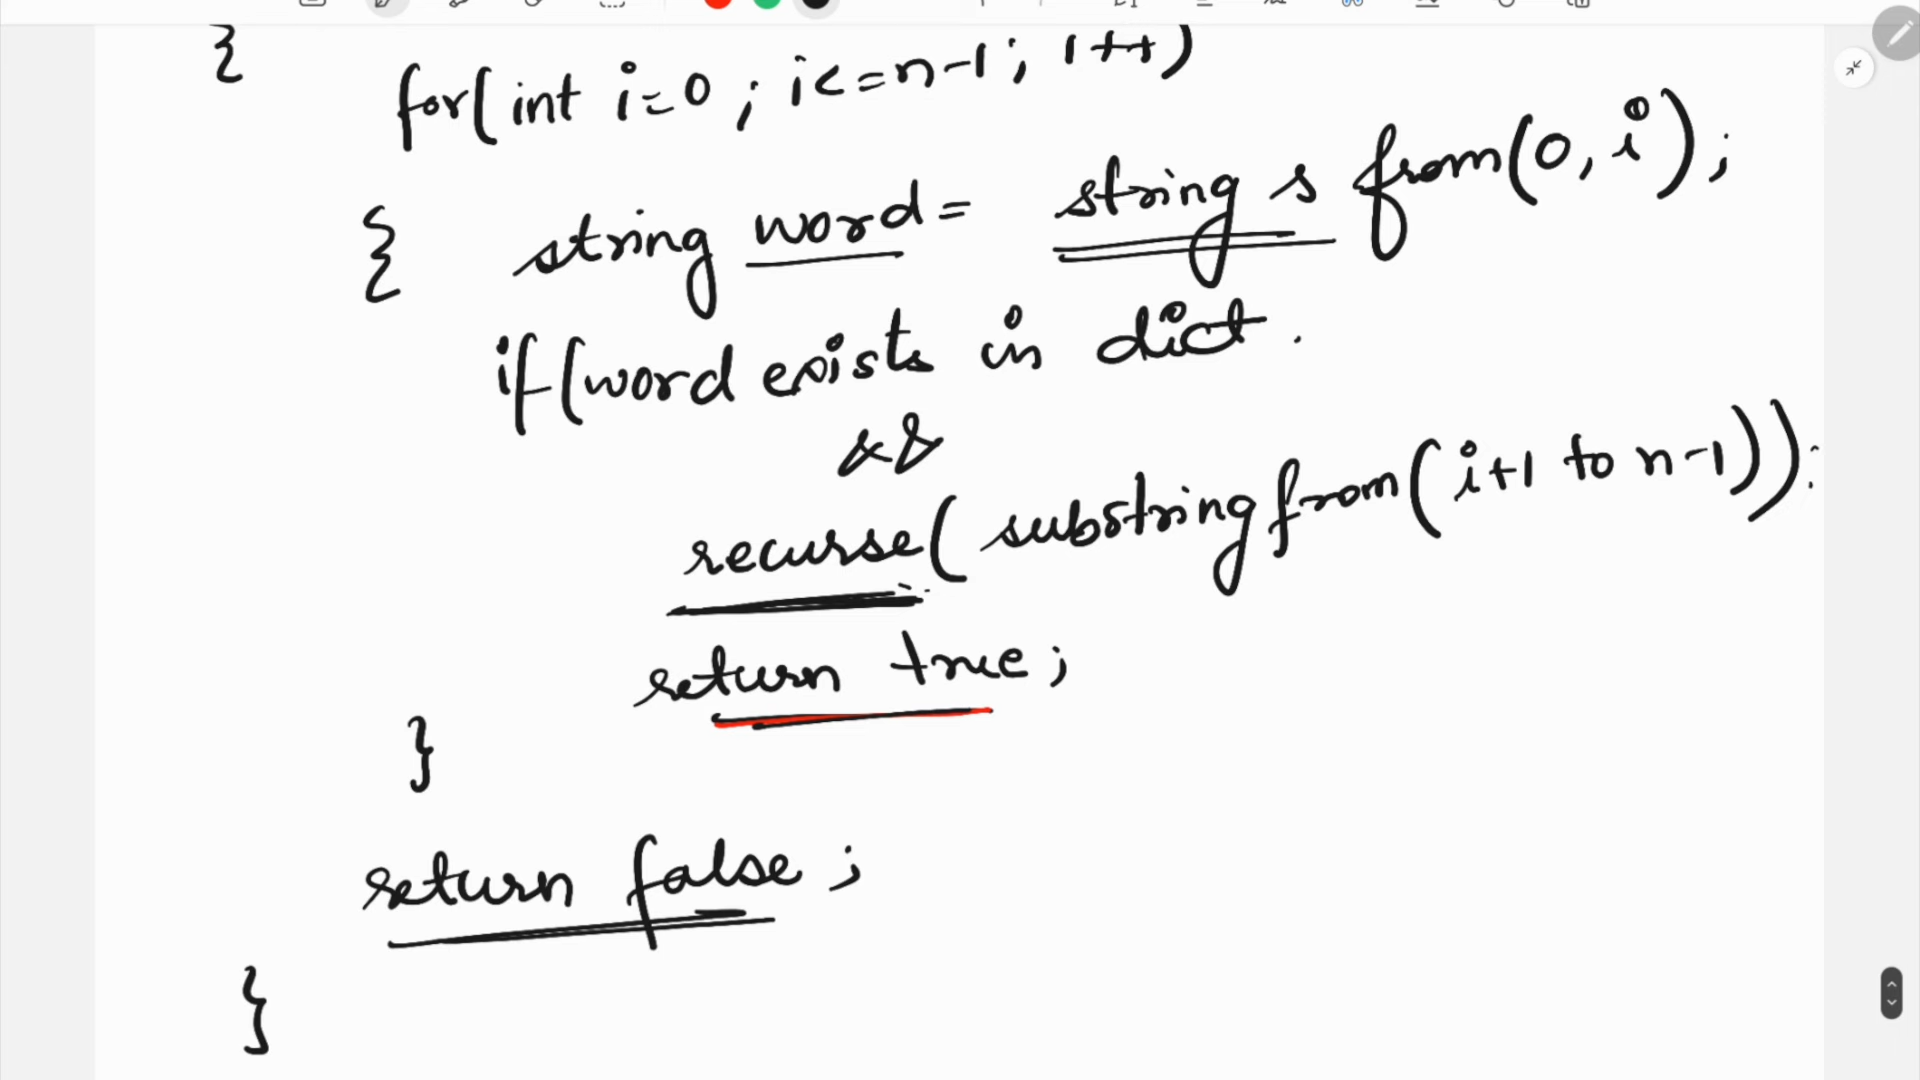 {
for(int i=0; i<=n-1; i++)
{ string word= string s from(0, i);
if(word exists in dict.
&&
recurse(substring from(i+1 to n-1));
return true;
}
return false;
}